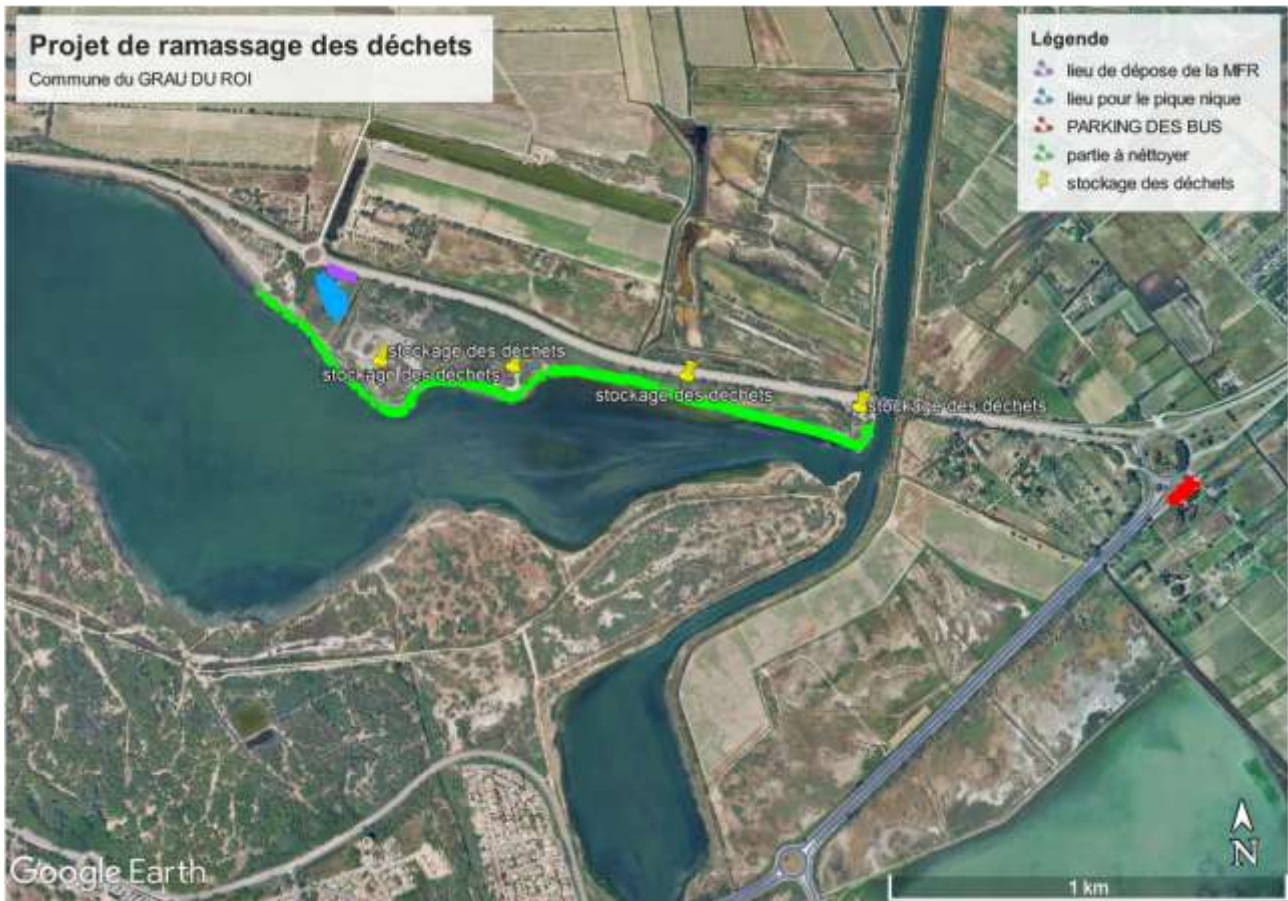 Projet de ramassage des déchets
Commune du GRAU DU ROI
Légende
lieu de dépose de la MFR
lieu pour le pique nique
PARKING DES BUS
partie à néttoyer
stockage des déchets
stockage des déchets
stockage des déchets
stockage des déchets
stockage des déchets
Google Earth
N
1 km